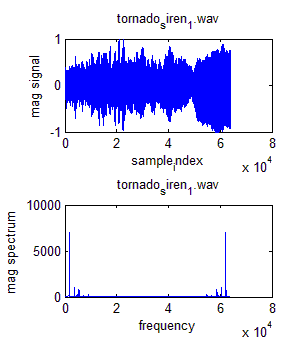 tornado_siren_1.wav
1
0
-1
mag signal
0 2 4 6 8
x 10^4
sample_index
tornado_siren_1.wav
10000
5000
0
mag spectrum
0 2 4 6 8
x 10^4
frequency